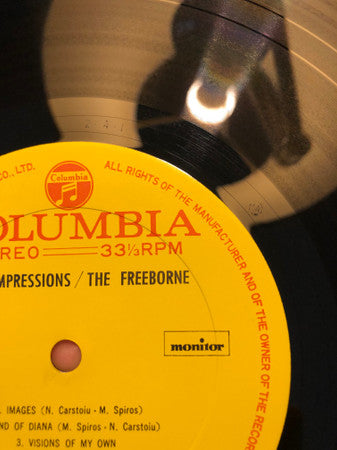 CO., LTD.
ALL RIGHTS OF THE MANUFACTURER AND OF THE OWNER OF THE RECOR
Columbia
OLUMBIA
EREO 33⅓RPM
MPRESSIONS / THE FREEBORNE
monitor
. IMAGES (N. Carstoiu - M. Spiros)
ND OF DIANA (M. Spiros - N. Carstoiu)
3. VISIONS OF MY OWN